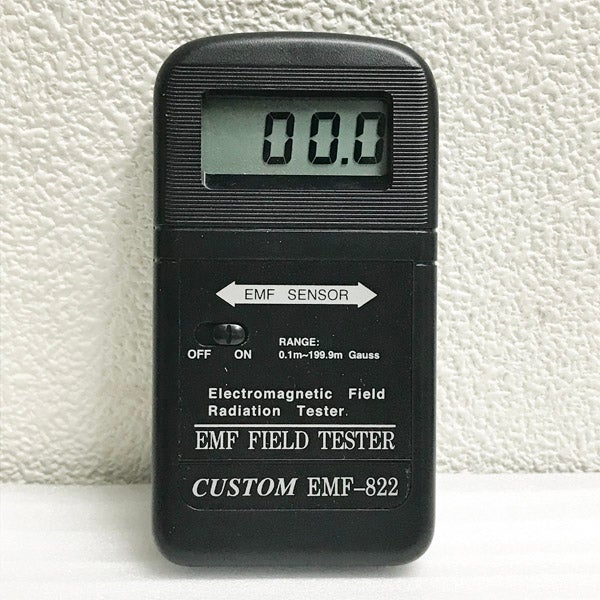 00.0
EMF SENSOR
OFF ON
RANGE:
0.1m~199.9m Gauss
Electromagnetic Field
Radiation Tester.
EMF FIELD TESTER
CUSTOM EMF-822